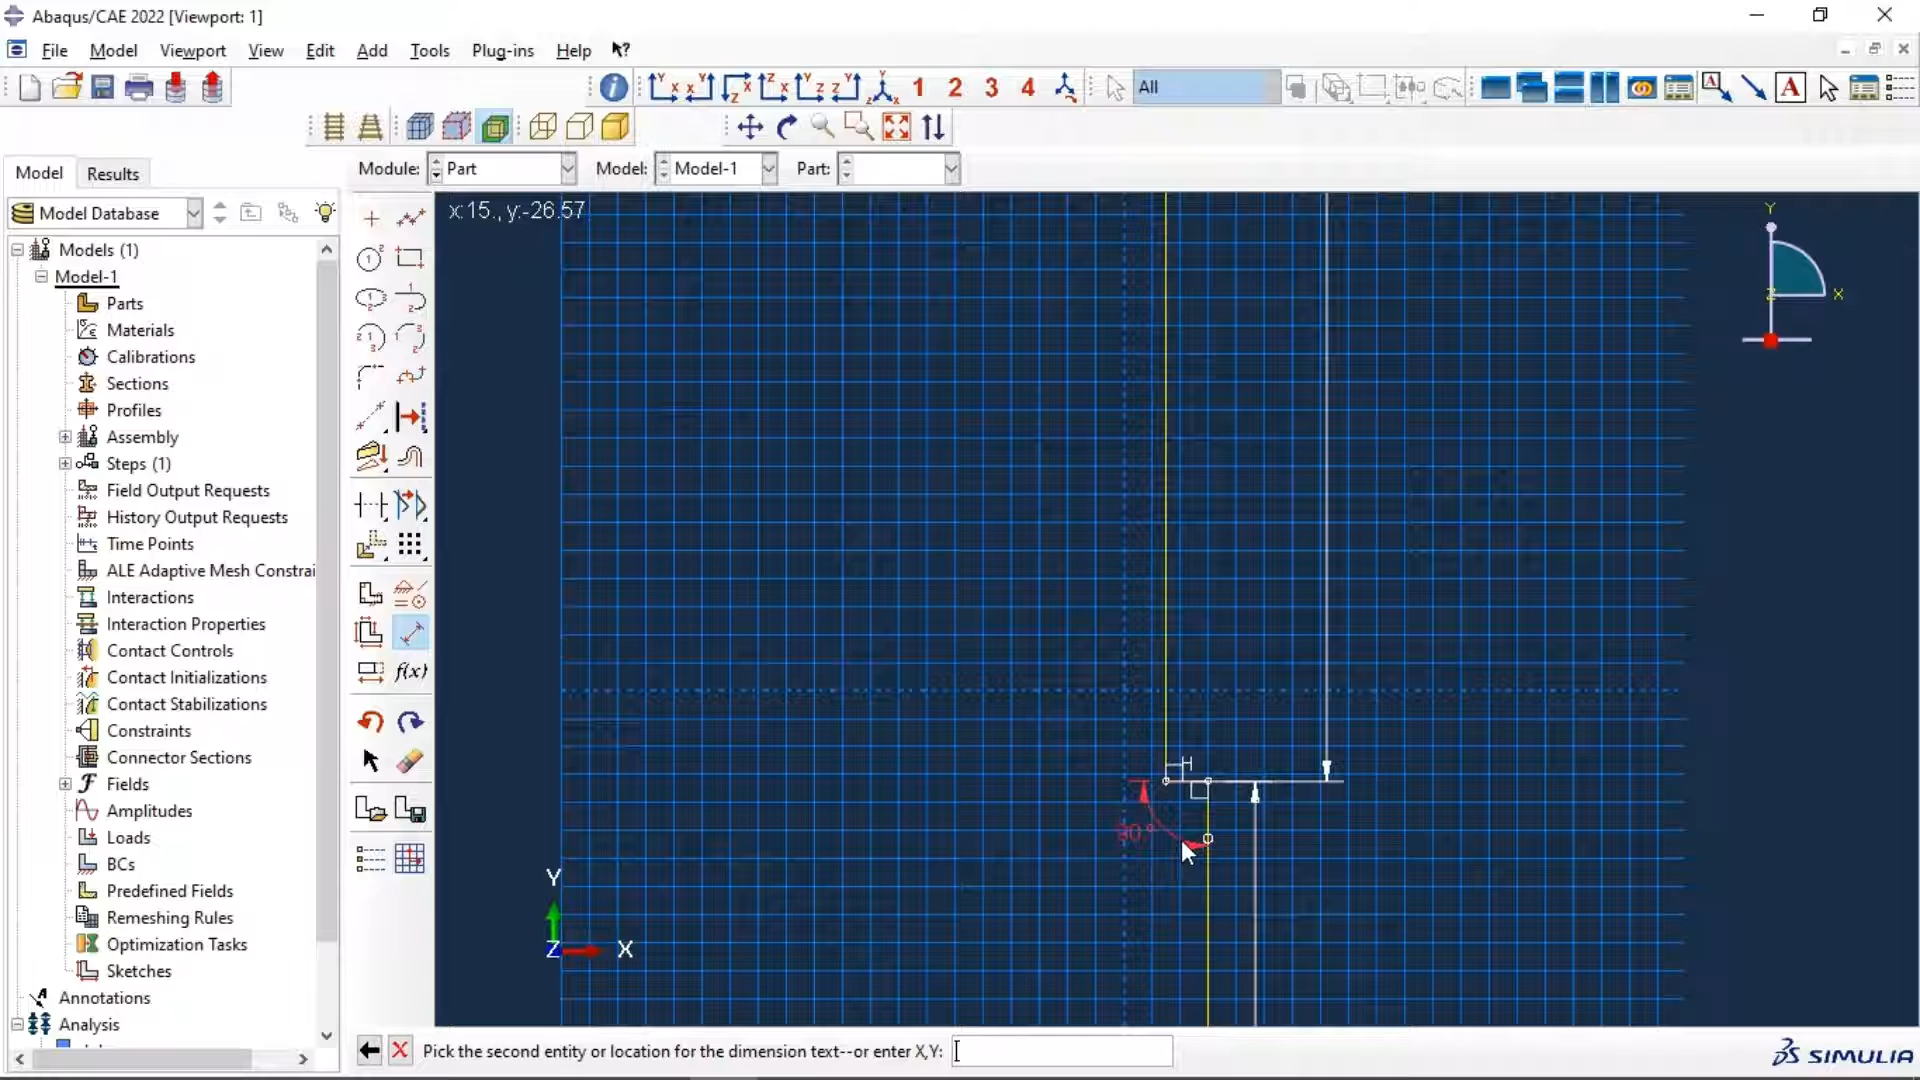 Abaqus/CAE 2022 [Viewport: 1]
File Model Viewport View Edit Add Tools Plug-ins Help
1 2 3 4 All
Model Results
Module: Part Model: Model-1 Part:
Model Database
x:15., y:-26.57
Models (1)
Model-1
Parts
Materials
Calibrations
Sections
Profiles
Assembly
Steps (1)
Field Output Requests
History Output Requests
Time Points
ALE Adaptive Mesh Constrai
Interactions
Interaction Properties
Contact Controls
Contact Initializations
Contact Stabilizations
Constraints
Connector Sections
Fields
Amplitudes
Loads
BCs
Predefined Fields
Remeshing Rules
Optimization Tasks
Sketches
Annotations
Analysis
f(x)
Y
X
Z
H
Y
Z
X
Pick the second entity or location for the dimension text--or enter X,Y:
SIMULIA